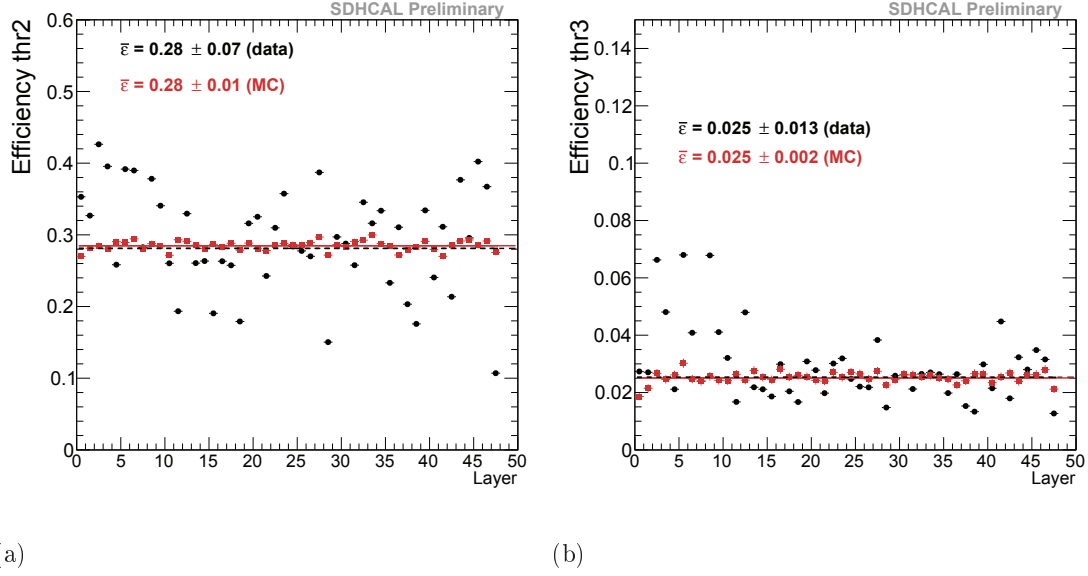 SDHCAL Preliminary
Efficiency thr2
ε̄ = 0.28 ± 0.07 (data)
ε̄ = 0.28 ± 0.01 (MC)
0.6
0.5
0.4
0.3
0.2
0.1
0
0 5 10 15 20 25 30 35 40 45 50
Layer
SDHCAL Preliminary
Efficiency thr3
ε̄ = 0.025 ± 0.013 (data)
ε̄ = 0.025 ± 0.002 (MC)
0.14
0.12
0.1
0.08
0.06
0.04
0.02
0
0 5 10 15 20 25 30 35 40 45 50
Layer
a) (b)